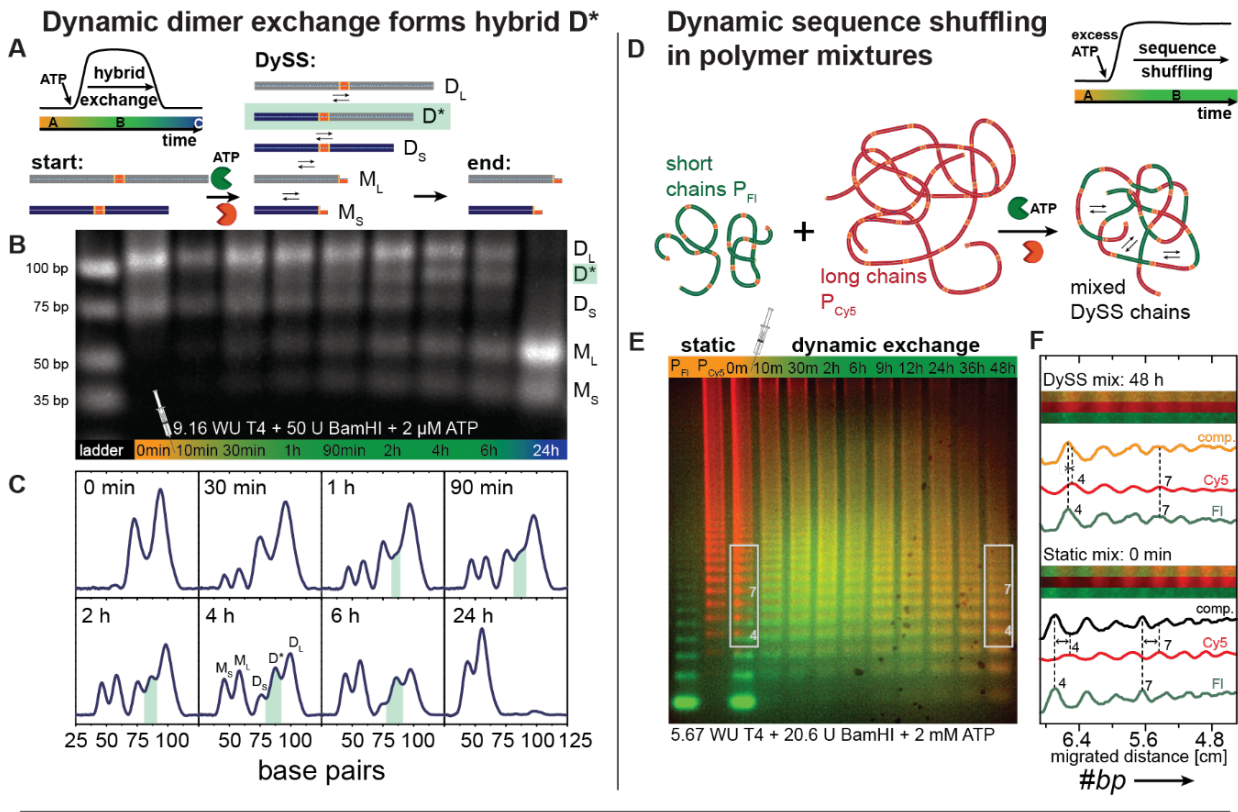 Dynamic dimer exchange forms hybrid D*
A
ATP
hybrid
exchange
A B C
time
DySS:
D_L
D*
D_S
M_L
M_S
start:
ATP
end:
B
100 bp
75 bp
50 bp
35 bp
D_L
D*
D_S
M_L
M_S
9.16 WU T4 + 50 U BamHI + 2 µM ATP
ladder 0min 10min 30min 1h 90min 2h 4h 6h 24h
C
0 min 30 min 1 h 90 min
2 h 4 h 6 h 24 h
M_S M_L D_S D* D_L
25 50 75 100 50 75 100 50 75 100 50 75 100 125
base pairs
Dynamic sequence shuffling
in polymer mixtures
D
excess
ATP
sequence
shuffling
A B
time
short
chains P_Fl
+
long chains
P_Cy5
ATP
mixed
DySS chains
E
static dynamic exchange
P_Fl P_Cy5 0m 10m 30m 2h 6h 9h 12h 24h 36h 48h
7 7
4 4
5.67 WU T4 + 20.6 U BamHI + 2 mM ATP
F
DySS mix: 48 h
comp.
4 7
Cy5
4 7
Fl
Static mix: 0 min
comp.
4 7
Cy5
4 7
Fl
6.4 5.6 4.8
migrated distance [cm]
#bp